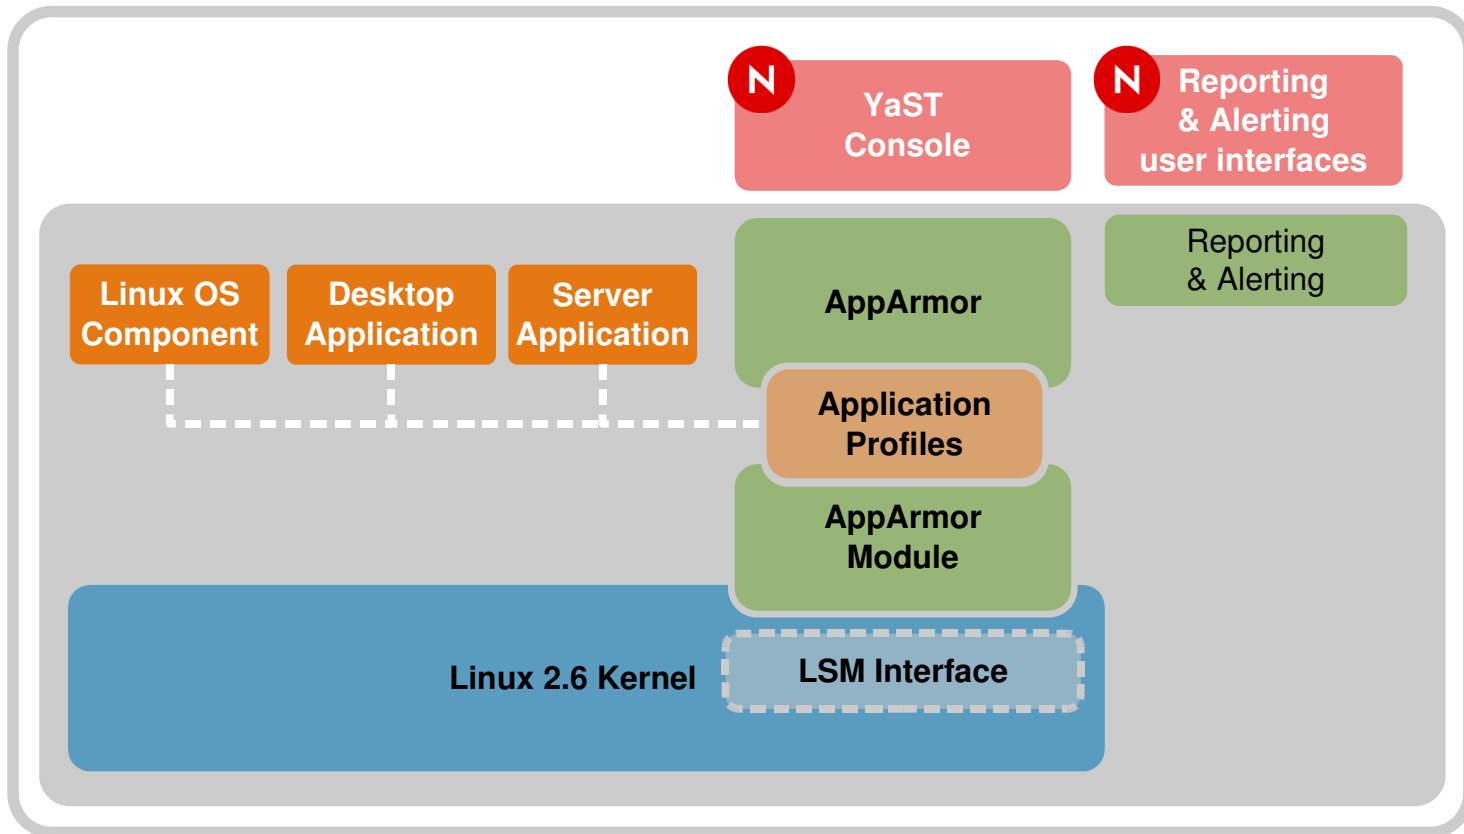 N
YaST
Console
N
Reporting
& Alerting
user interfaces
Reporting
& Alerting
Linux OS
Component
Desktop
Application
Server
Application
AppArmor
Application
Profiles
AppArmor
Module
Linux 2.6 Kernel
LSM Interface